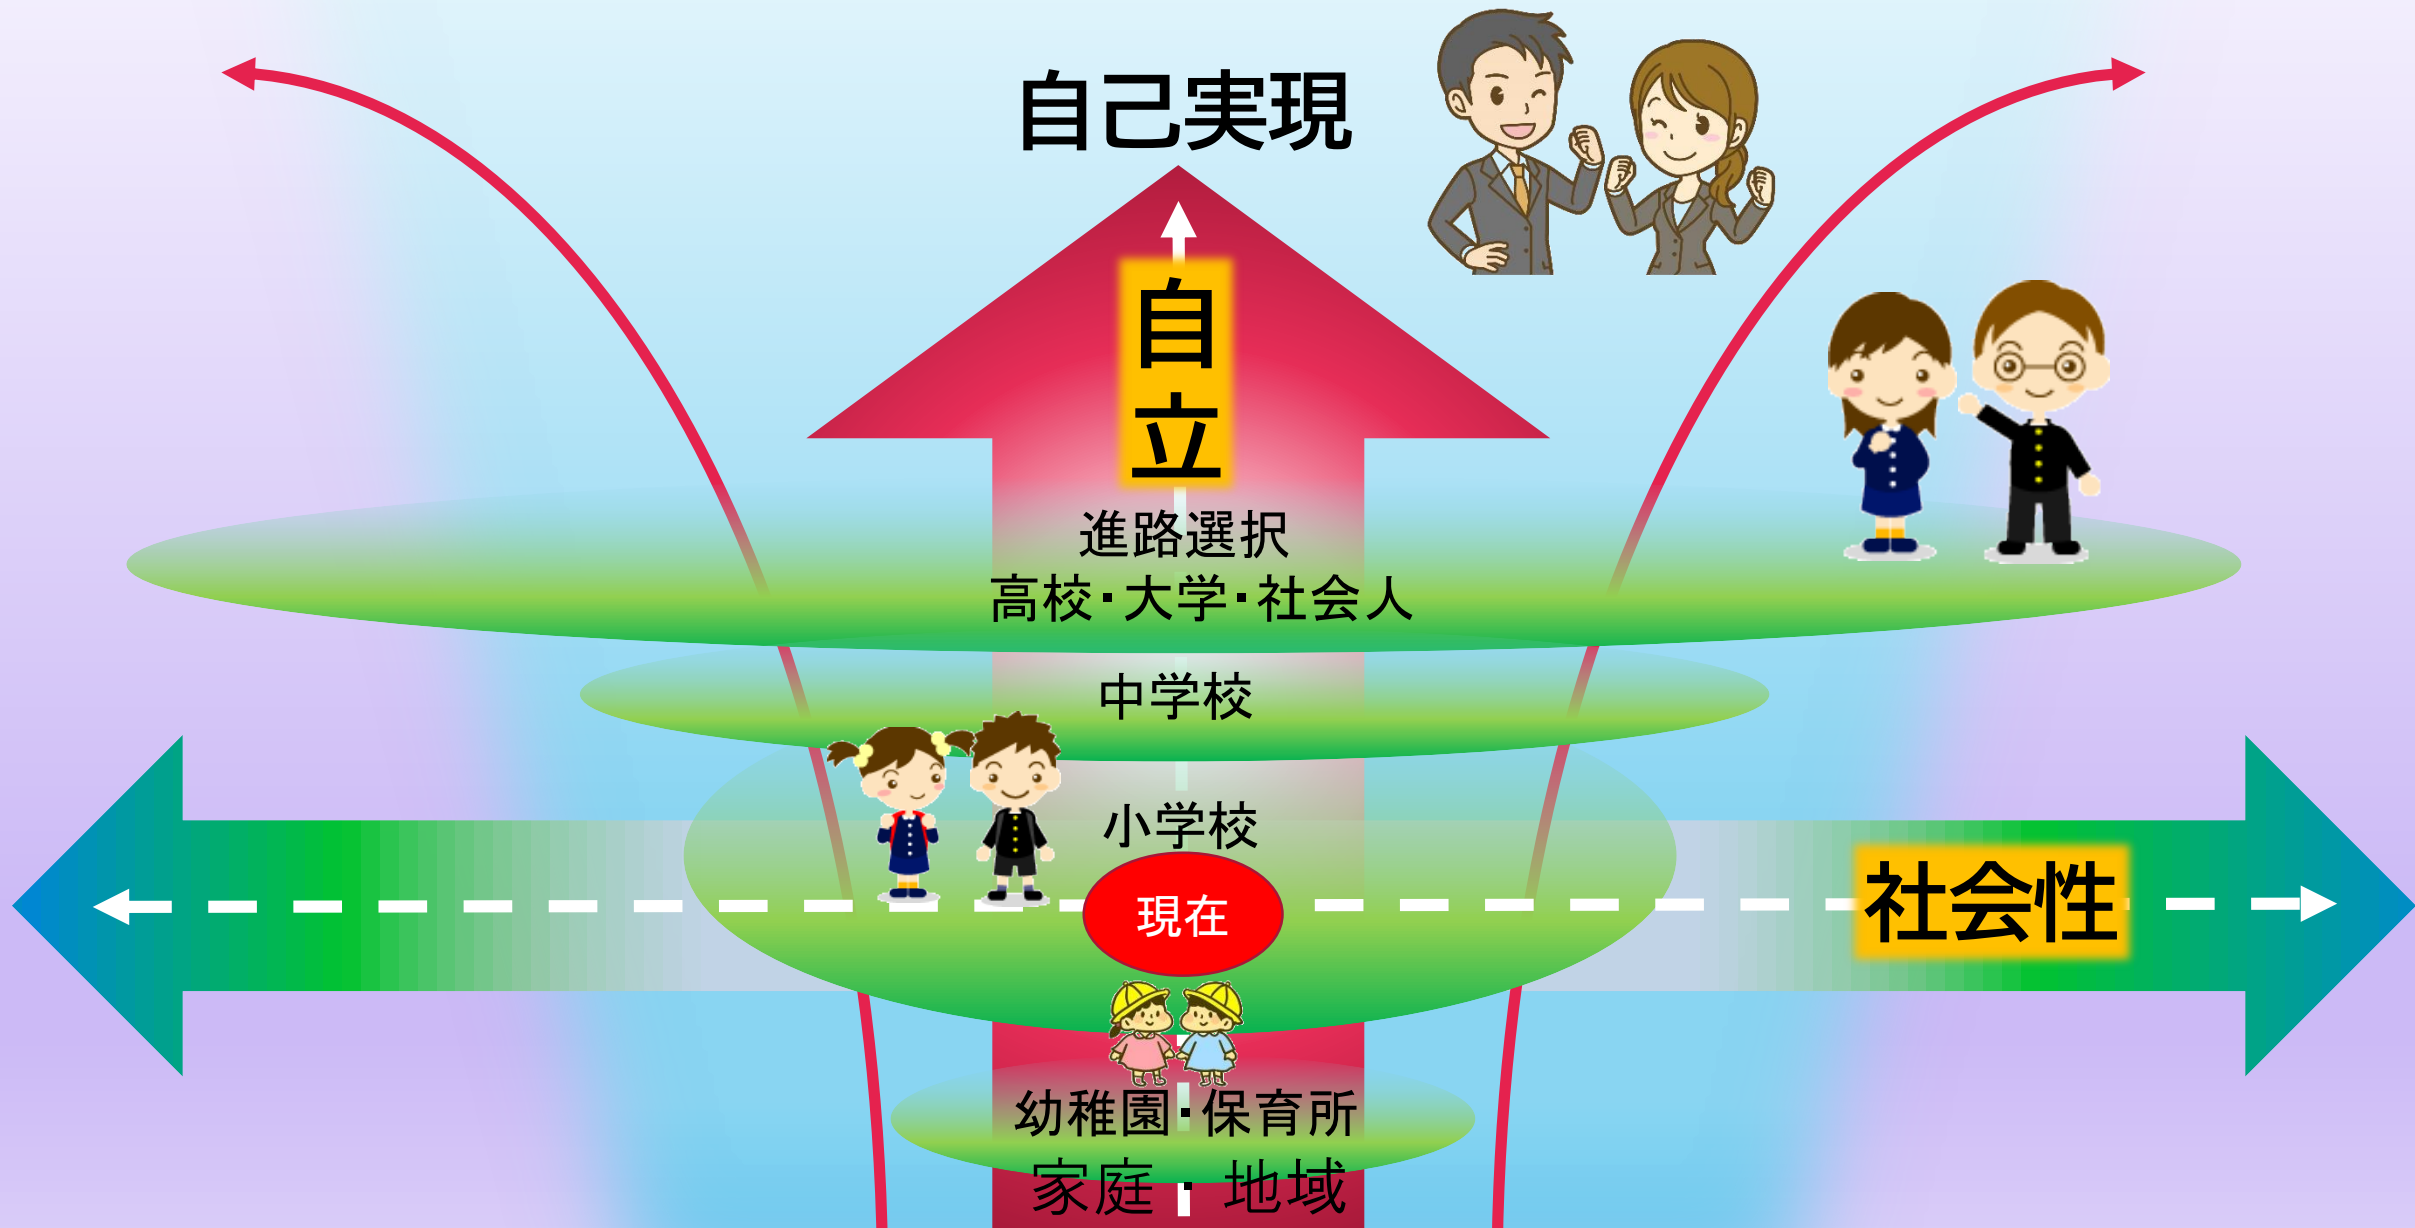 自己実現
自立
進路選択
高校・大学・社会人
中学校
小学校
現在
社会性
幼稚園・保育所
家庭・地域